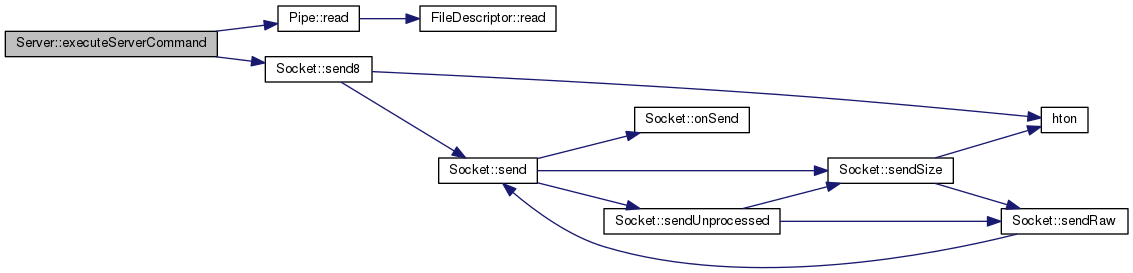 Pipe::read
FileDescriptor::read
Server::executeServerCommand
Socket::send8
Socket::onSend
hton
Socket::send
Socket::sendSize
Socket::sendUnprocessed
Socket::sendRaw